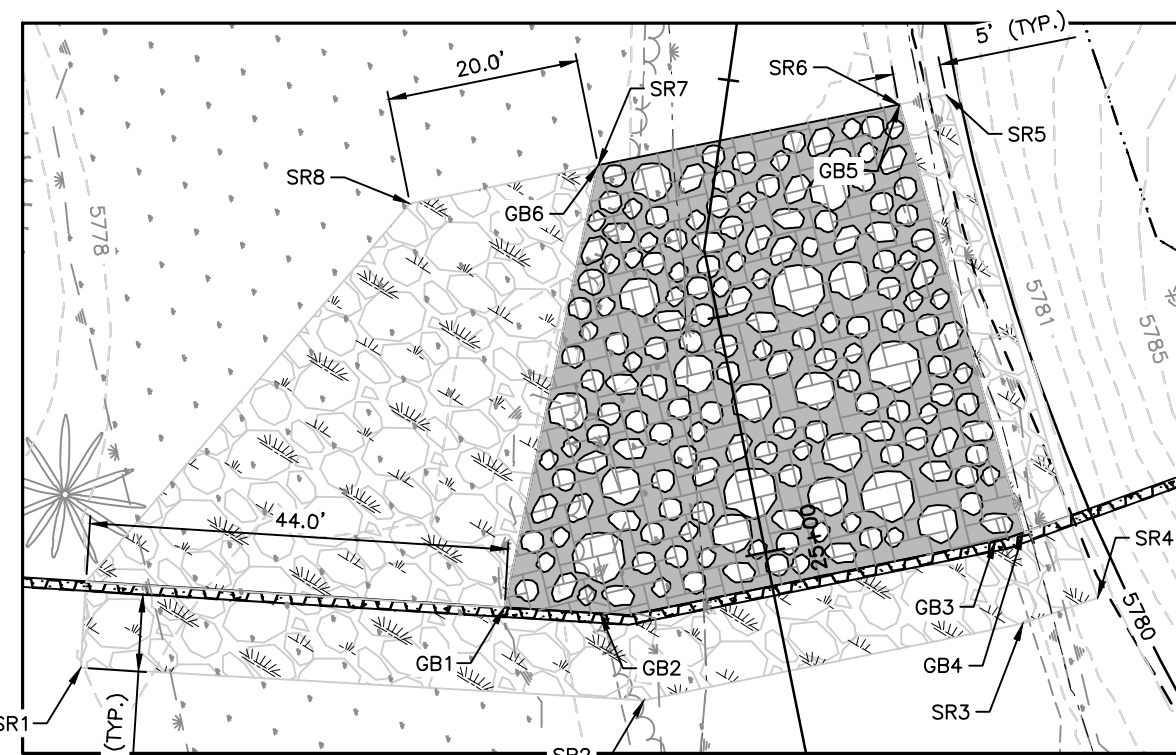 5' (TYP.)
20.0'
SR6
SR7
SR5
GB5
SR8
GB6
5778
5781
5785
44.0'
25+00
SR4
GB3
5780
GB1
GB2
GB4
SR1
(TYP.)
SR3
SR2